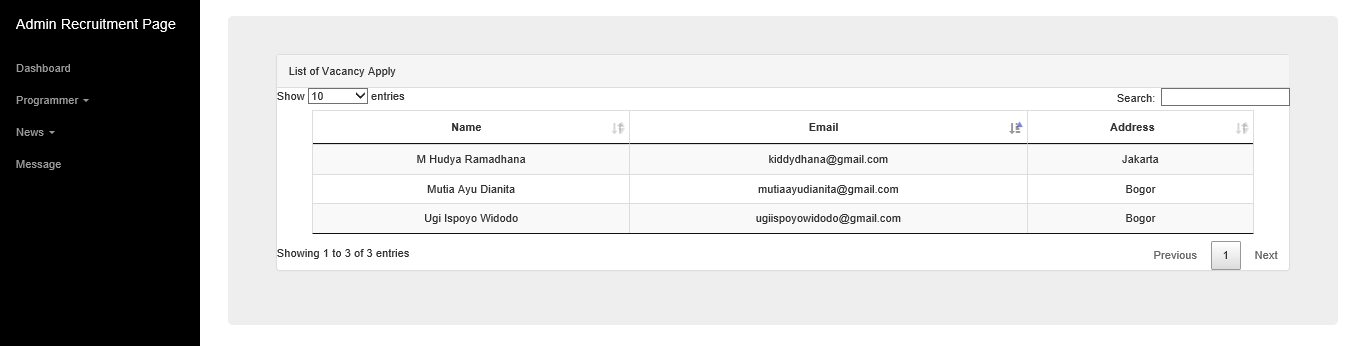 Admin Recruitment Page
Dashboard
Programmer
News
Message
List of Vacancy Apply
Show 10 entries
Search:
Name Email Address
M Hudya Ramadhana kiddydhana@gmail.com Jakarta
Mutia Ayu Dianita mutiaayudianita@gmail.com Bogor
Ugi Ispoyo Widodo ugiispoyowidodo@gmail.com Bogor
Showing 1 to 3 of 3 entries
Previous 1 Next